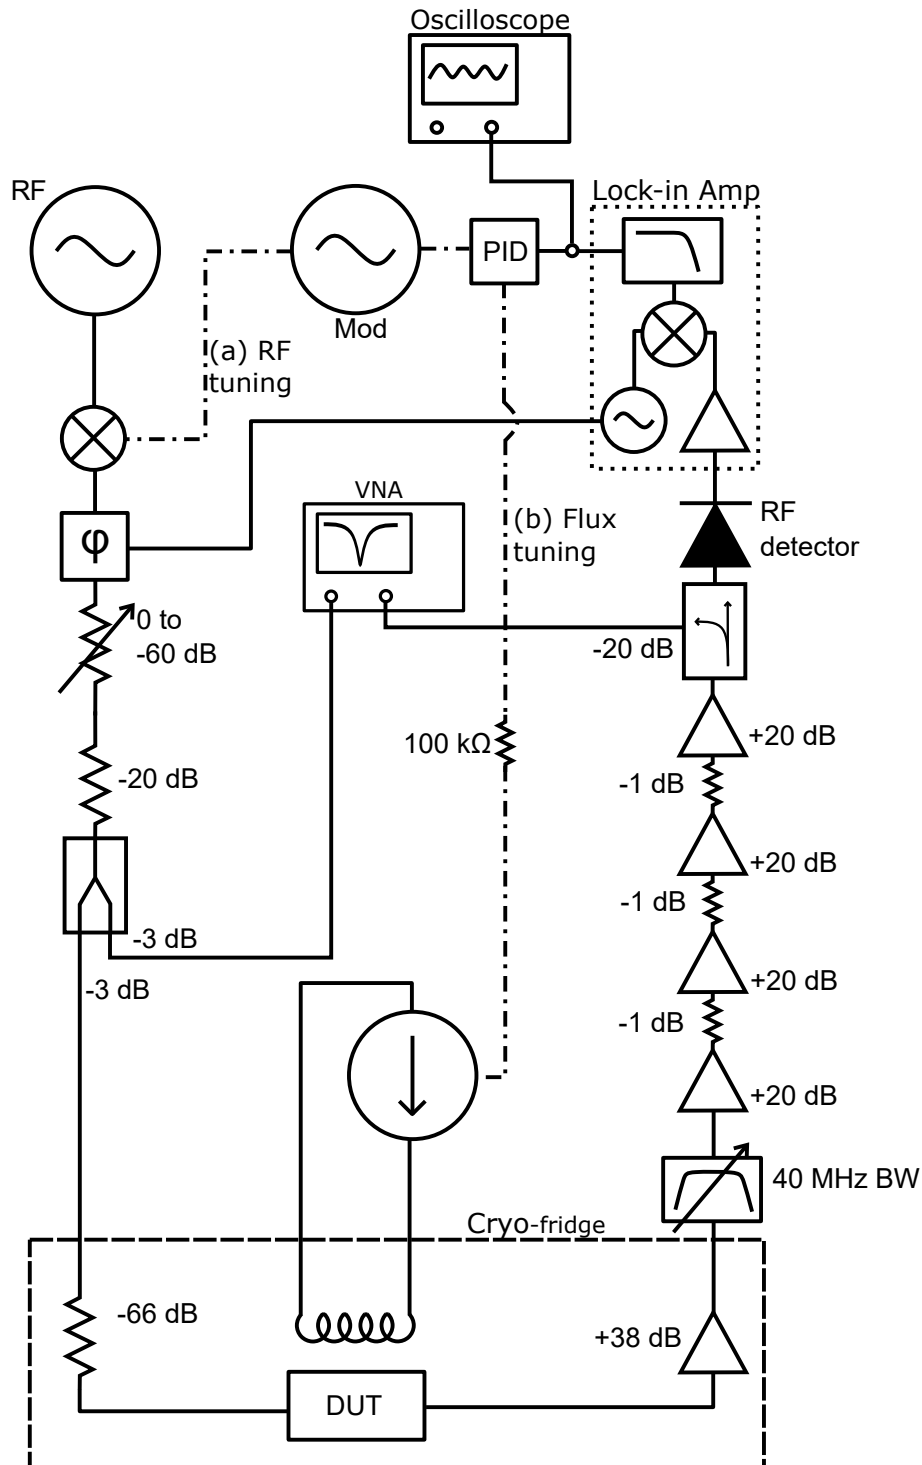 Oscilloscope
RF
Lock-in Amp
PID
Mod
(a) RF
tuning
VNA
φ
(b) Flux
tuning
RF
detector
0 to
-60 dB
-20 dB
+20 dB
100 kΩ
-1 dB
-20 dB
+20 dB
-1 dB
-3 dB
-3 dB
+20 dB
-1 dB
+20 dB
40 MHz BW
Cryo-fridge
-66 dB
+38 dB
DUT